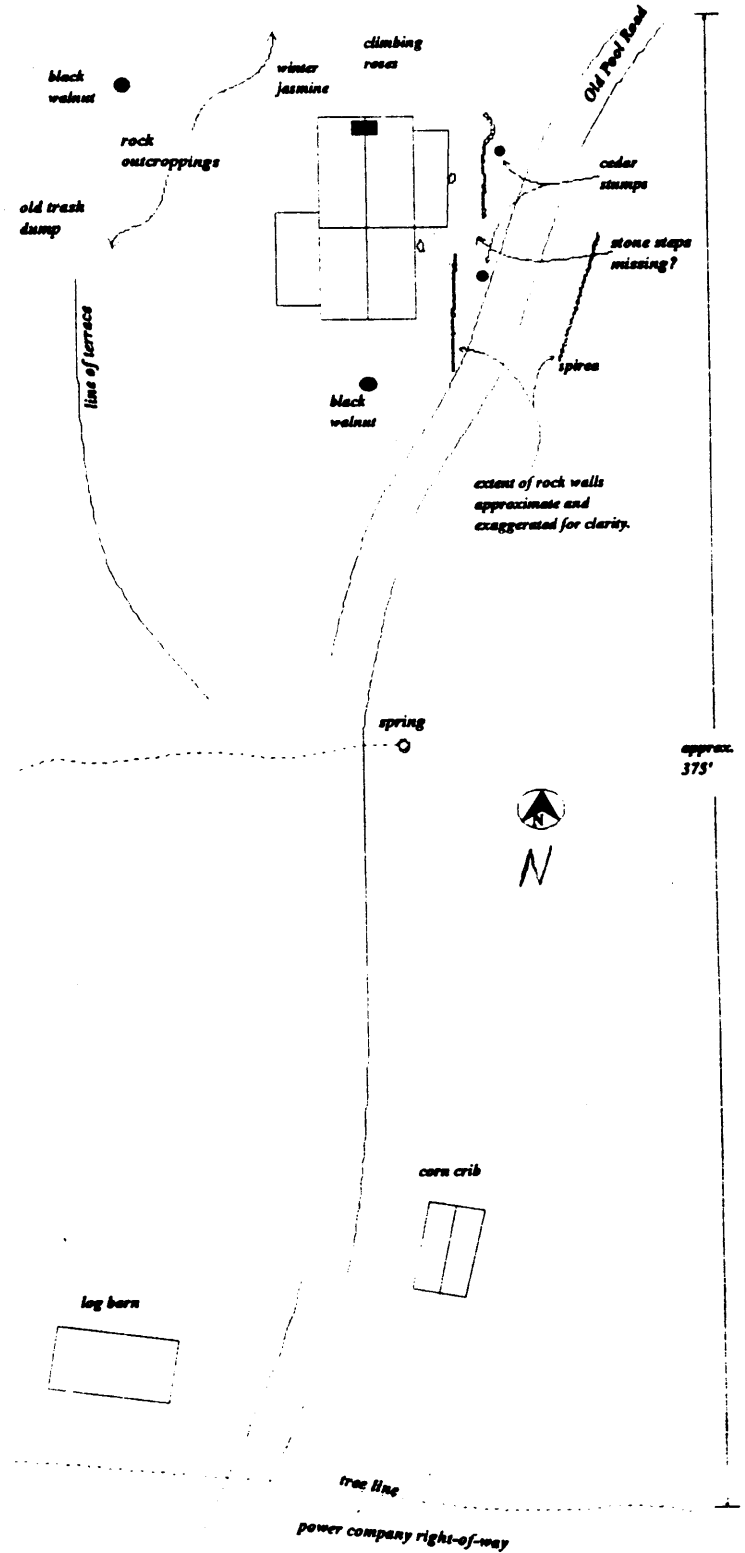 Old Pool Road
climbing
roses
winter
jasmine
black
walnut
rock
outcroppings
cedar
stumps
old trash
dump
stone steps
missing?
line of terrace
spirea
black
walnut
extent of rock walls
approximate and
exaggerated for clarity.
spring
approx.
375'
N
N
corn crib
log barn
tree line
power company right-of-way